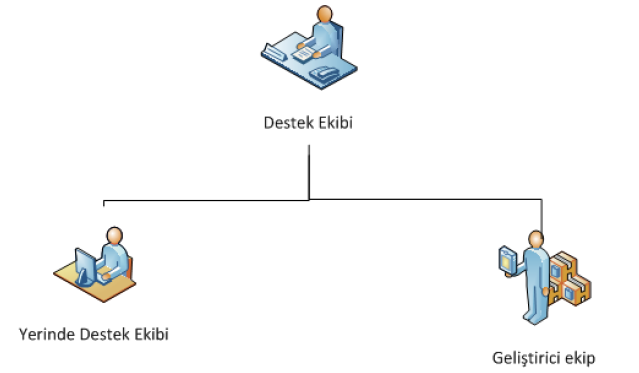 Destek Ekibi
Yerinde Destek Ekibi
Geliştirici ekip